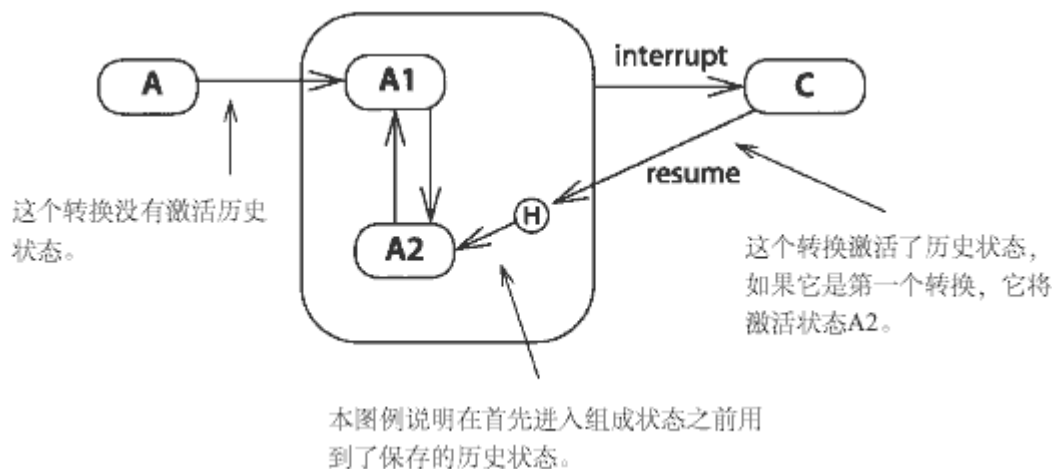 interrupt
A
A1
C
resume
H
A2
这个转换没有激活历史
状态。
这个转换激活了历史状态，
如果它是第一个转换，它将
激活状态A2。
本图例说明在首先进入组成状态之前用
到了保存的历史状态。